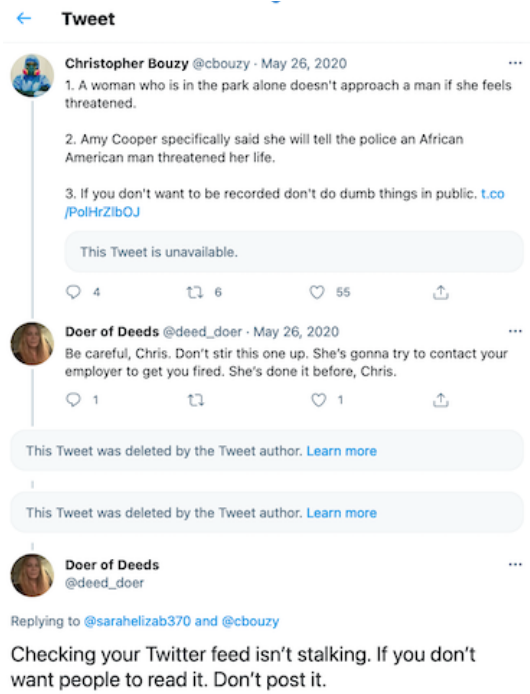 Tweet
Christopher Bouzy @cbouzy · May 26, 2020
1. A woman who is in the park alone doesn't approach a man if she feels
threatened.
2. Amy Cooper specifically said she will tell the police an African
American man threatened her life.
3. If you don't want to be recorded don't do dumb things in public. t.co
/PolHrZlbOJ
This Tweet is unavailable.
4 6 55
Doer of Deeds @deed_doer · May 26, 2020
Be careful, Chris. Don't stir this one up. She's gonna try to contact your
employer to get you fired. She's done it before, Chris.
1 1
This Tweet was deleted by the Tweet author. Learn more
This Tweet was deleted by the Tweet author. Learn more
Doer of Deeds
@deed_doer
Replying to @sarahelizab370 and @cbouzy
Checking your Twitter feed isn't stalking. If you don't
want people to read it. Don't post it.